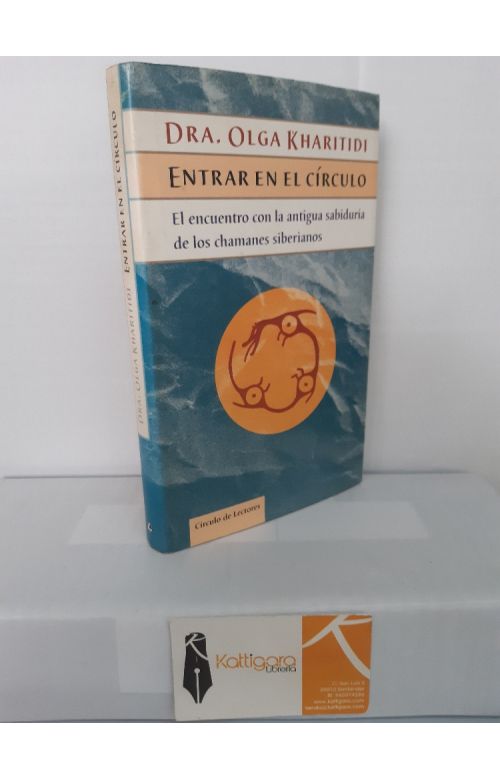 DRA. OLGA KHARITIDI
ENTRAR EN EL CÍRCULO
El encuentro con la antigua sabiduría
de los chamanes siberianos
Círculo de Lectores
DRA. OLGA KHARITIDI ENTRAR EN EL CÍRCULO
Kattigara
Librería
www.kattigara.com